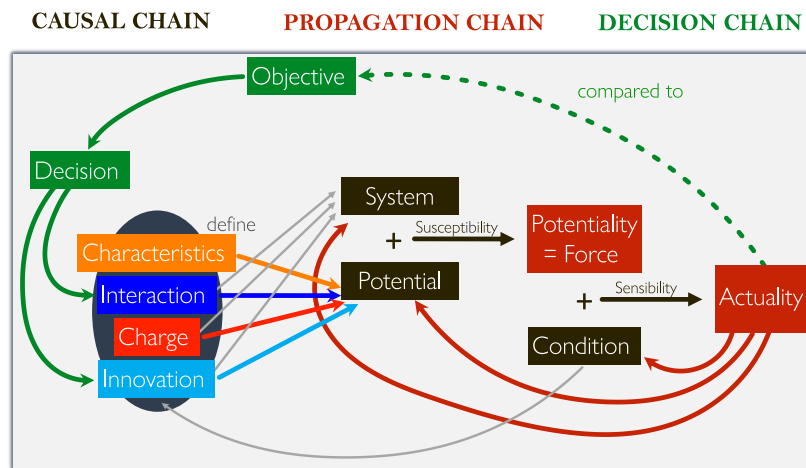 CAUSAL CHAIN
PROPAGATION CHAIN
DECISION CHAIN
Objective
compared to
Decision
define
System
+
Susceptibility
Potentiality
= Force
Characteristics
Potential
Interaction
+
Sensibility
Actuality
Charge
Condition
Innovation